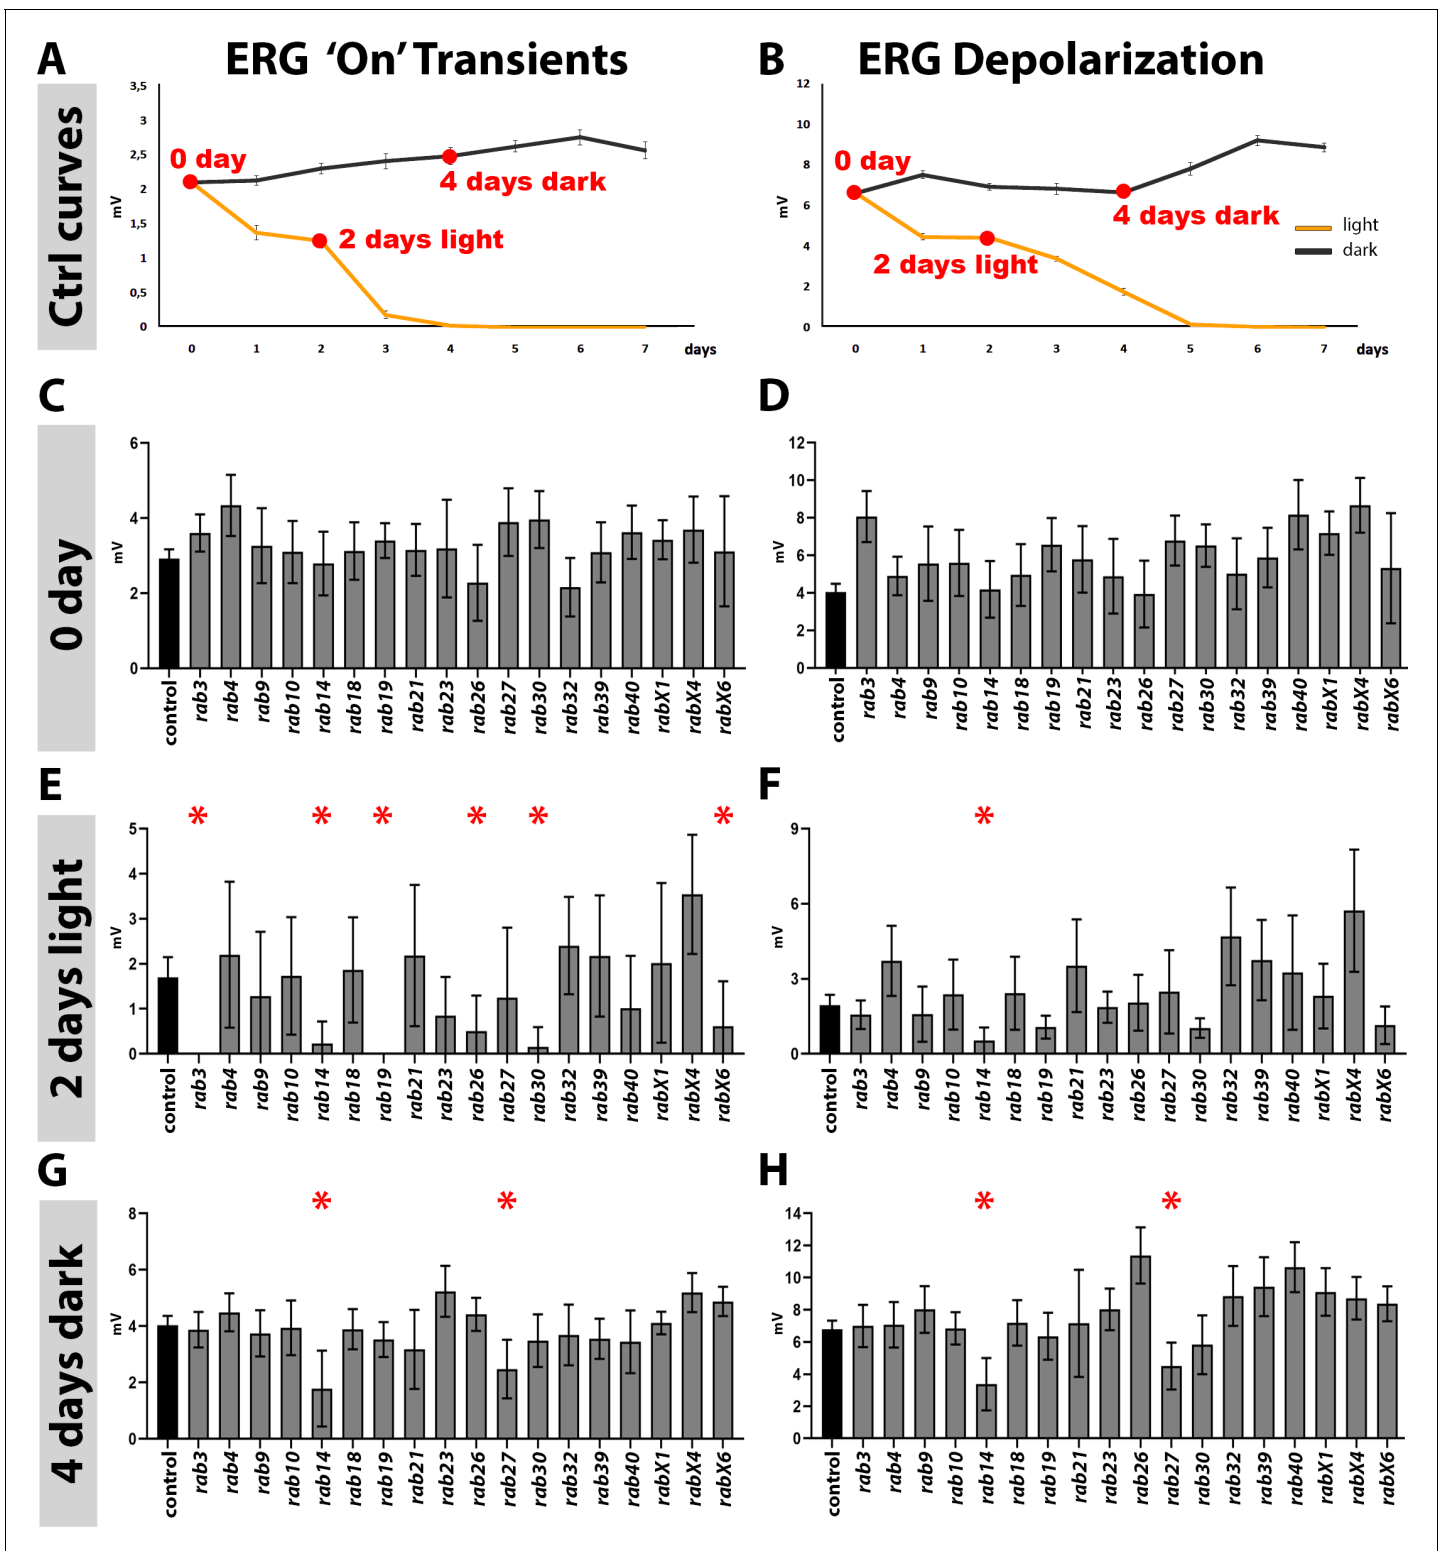 A ERG 'On' Transients
B ERG Depolarization
Ctrl curves
3,5
3
2,5
2
1,5
1
0,5
0
mV
0 day
4 days dark
2 days light
0 1 2 3 4 5 6 7 days
12
10
8
6
4
2
0
mV
0 day
4 days dark
2 days light
light
dark
0 1 2 3 4 5 6 7 days
0 day
C
6
4
2
0
mV
control rab3 rab4 rab9 rab10 rab14 rab18 rab19 rab21 rab23 rab26 rab27 rab30 rab32 rab39 rab40 rabX1 rabX4 rabX6
D
12
10
8
6
4
2
0
mV
control rab3 rab4 rab9 rab10 rab14 rab18 rab19 rab21 rab23 rab26 rab27 rab30 rab32 rab39 rab40 rabX1 rabX4 rabX6
2 days light
E
* * * * * *
5
4
3
2
1
0
mV
control rab3 rab4 rab9 rab10 rab14 rab18 rab19 rab21 rab23 rab26 rab27 rab30 rab32 rab39 rab40 rabX1 rabX4 rabX6
F
*
9
6
3
0
mV
control rab3 rab4 rab9 rab10 rab14 rab18 rab19 rab21 rab23 rab26 rab27 rab30 rab32 rab39 rab40 rabX1 rabX4 rabX6
4 days dark
G
* *
8
6
4
2
0
mV
control rab3 rab4 rab9 rab10 rab14 rab18 rab19 rab21 rab23 rab26 rab27 rab30 rab32 rab39 rab40 rabX1 rabX4 rabX6
H
* *
14
12
10
8
6
4
2
0
mV
control rab3 rab4 rab9 rab10 rab14 rab18 rab19 rab21 rab23 rab26 rab27 rab30 rab32 rab39 rab40 rabX1 rabX4 rabX6